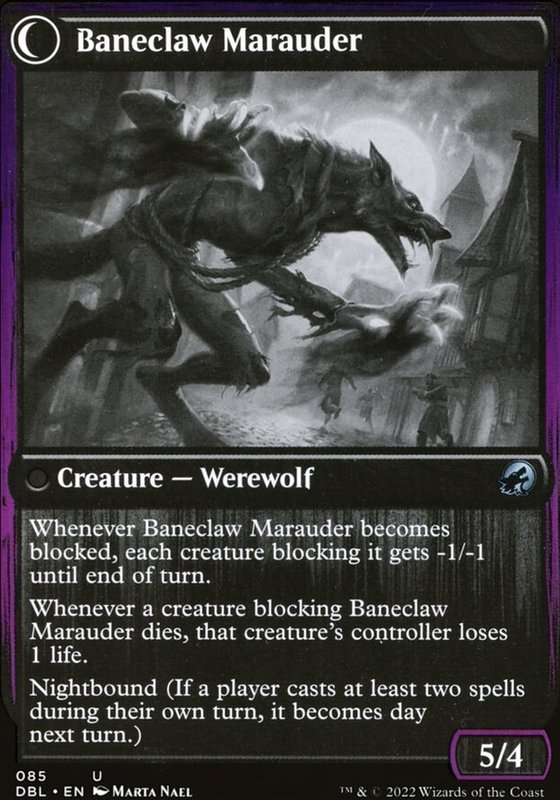 Baneclaw Marauder
Creature — Werewolf
Whenever Baneclaw Marauder becomes
blocked, each creature blocking it gets -1/-1
until end of turn.
Whenever a creature blocking Baneclaw
Marauder dies, that creature's controller loses
1 life.
Nightbound (If a player casts at least two spells
during their own turn, it becomes day
next turn.)
5/4
085 U
DBL • EN Marta Nael
™ & © 2022 Wizards of the Coast